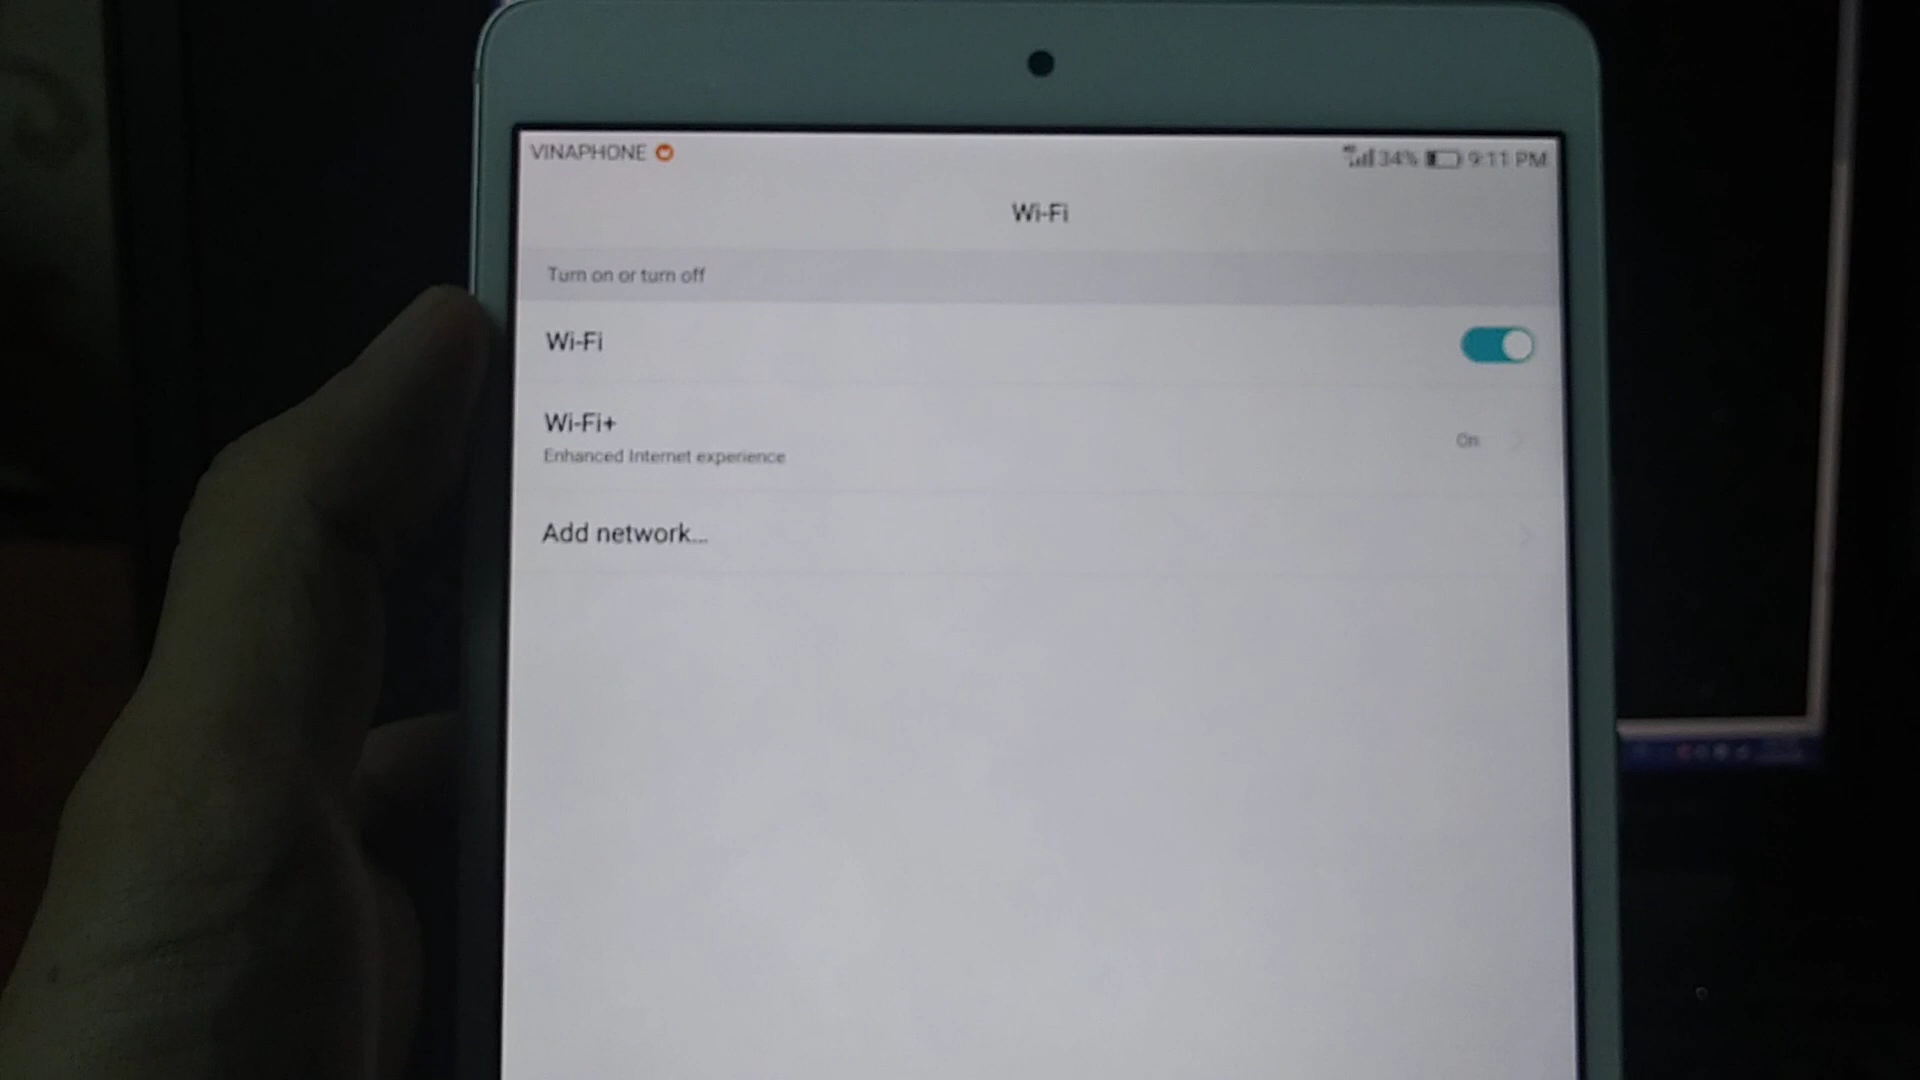 VINAPHONE
34% 9:11 PM
Wi-Fi
Turn on or turn off
Wi-Fi
Wi-Fi+
Enhanced Internet experience
On
Add network...